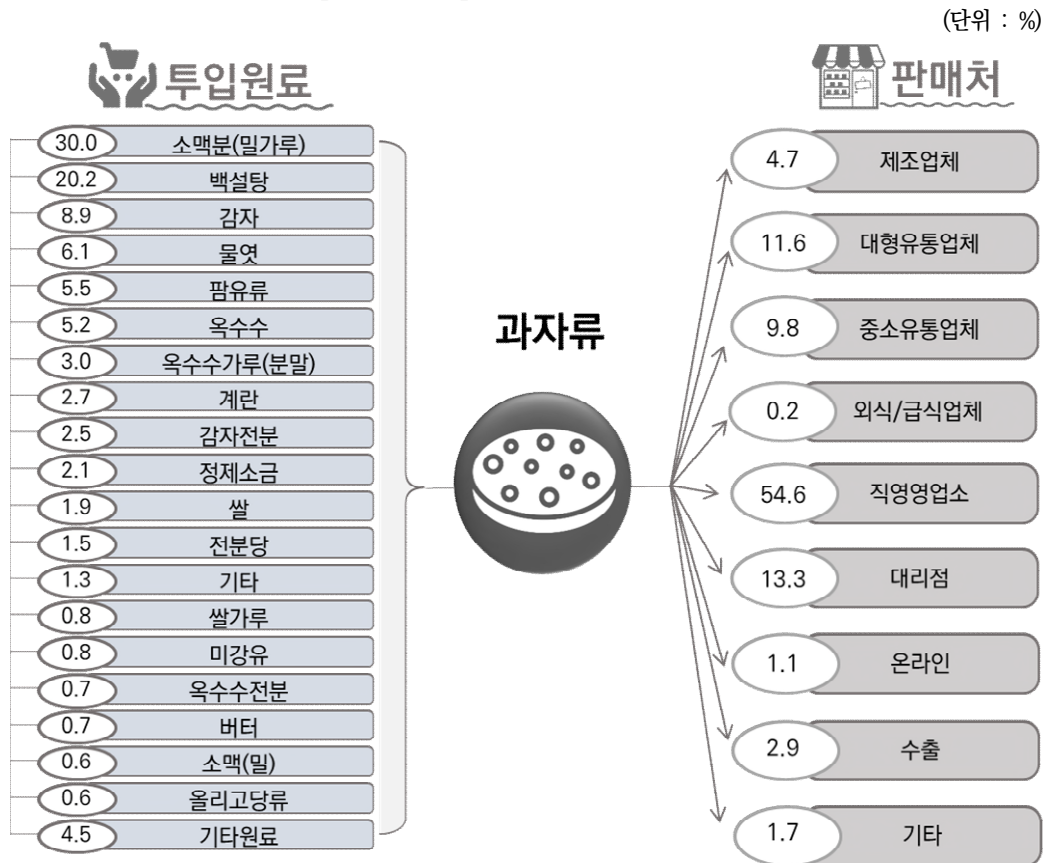 (단위 : %)
투입원료
30.0 소맥분(밀가루)
20.2 백설탕
8.9 감자
6.1 물엿
5.5 팜유류
5.2 옥수수
3.0 옥수수가루(분말)
2.7 계란
2.5 감자전분
2.1 정제소금
1.9 쌀
1.5 전분당
1.3 기타
0.8 쌀가루
0.8 미강유
0.7 옥수수전분
0.7 버터
0.6 소맥(밀)
0.6 올리고당류
4.5 기타원료
과자류
판매처
4.7 제조업체
11.6 대형유통업체
9.8 중소유통업체
0.2 외식/급식업체
54.6 직영영업소
13.3 대리점
1.1 온라인
2.9 수출
1.7 기타